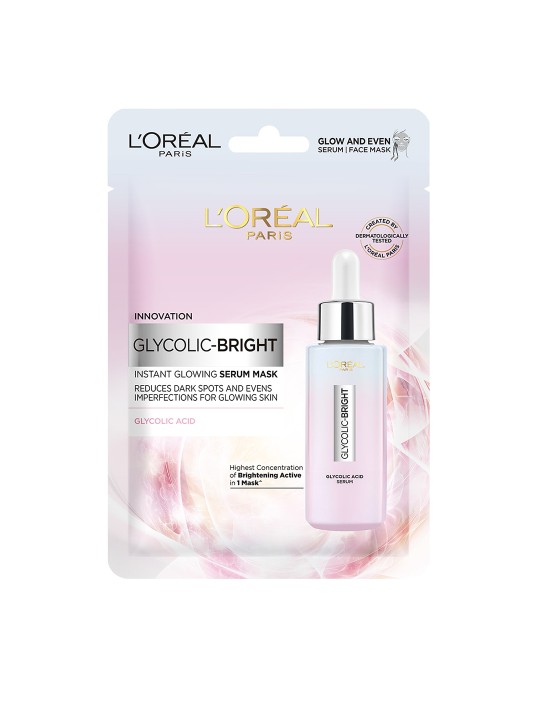 L'ORÉAL
PARIS
GLOW AND EVEN
SERUM | FACE MASK
L'ORÉAL
PARIS
CREATED BY
DERMATOLOGICALLY
TESTED
L'ORÉAL PARIS
INNOVATION
GLYCOLIC-BRIGHT
INSTANT GLOWING SERUM MASK
REDUCES DARK SPOTS AND EVENS
IMPERFECTIONS FOR GLOWING SKIN
GLYCOLIC ACID
Highest Concentration
of Brightening Active
in 1 Mask^
L'ORÉAL
PARIS
GLYCOLIC-BRIGHT
GLYCOLIC ACID
SERUM